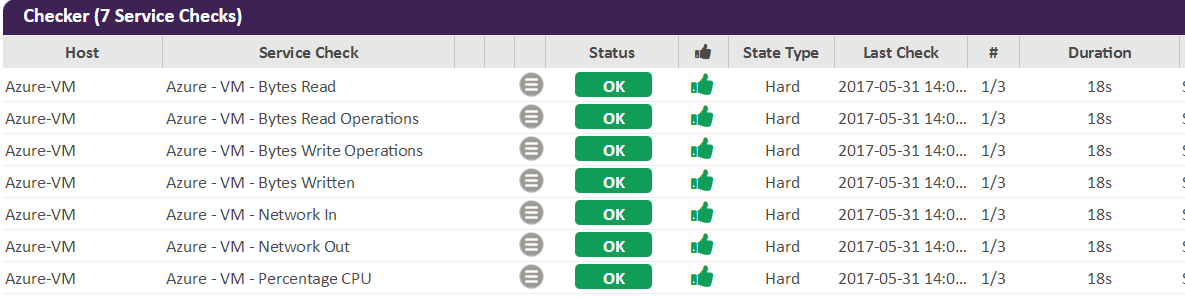 Checker (7 Service Checks)
Host Service Check Status State Type Last Check # Duration
Azure-VM Azure - VM - Bytes Read OK Hard 2017-05-31 14:0... 1/3 18s
Azure-VM Azure - VM - Bytes Read Operations OK Hard 2017-05-31 14:0... 1/3 18s
Azure-VM Azure - VM - Bytes Write Operations OK Hard 2017-05-31 14:0... 1/3 18s
Azure-VM Azure - VM - Bytes Written OK Hard 2017-05-31 14:0... 1/3 18s
Azure-VM Azure - VM - Network In OK Hard 2017-05-31 14:0... 1/3 18s
Azure-VM Azure - VM - Network Out OK Hard 2017-05-31 14:0... 1/3 18s
Azure-VM Azure - VM - Percentage CPU OK Hard 2017-05-31 14:0... 1/3 18s